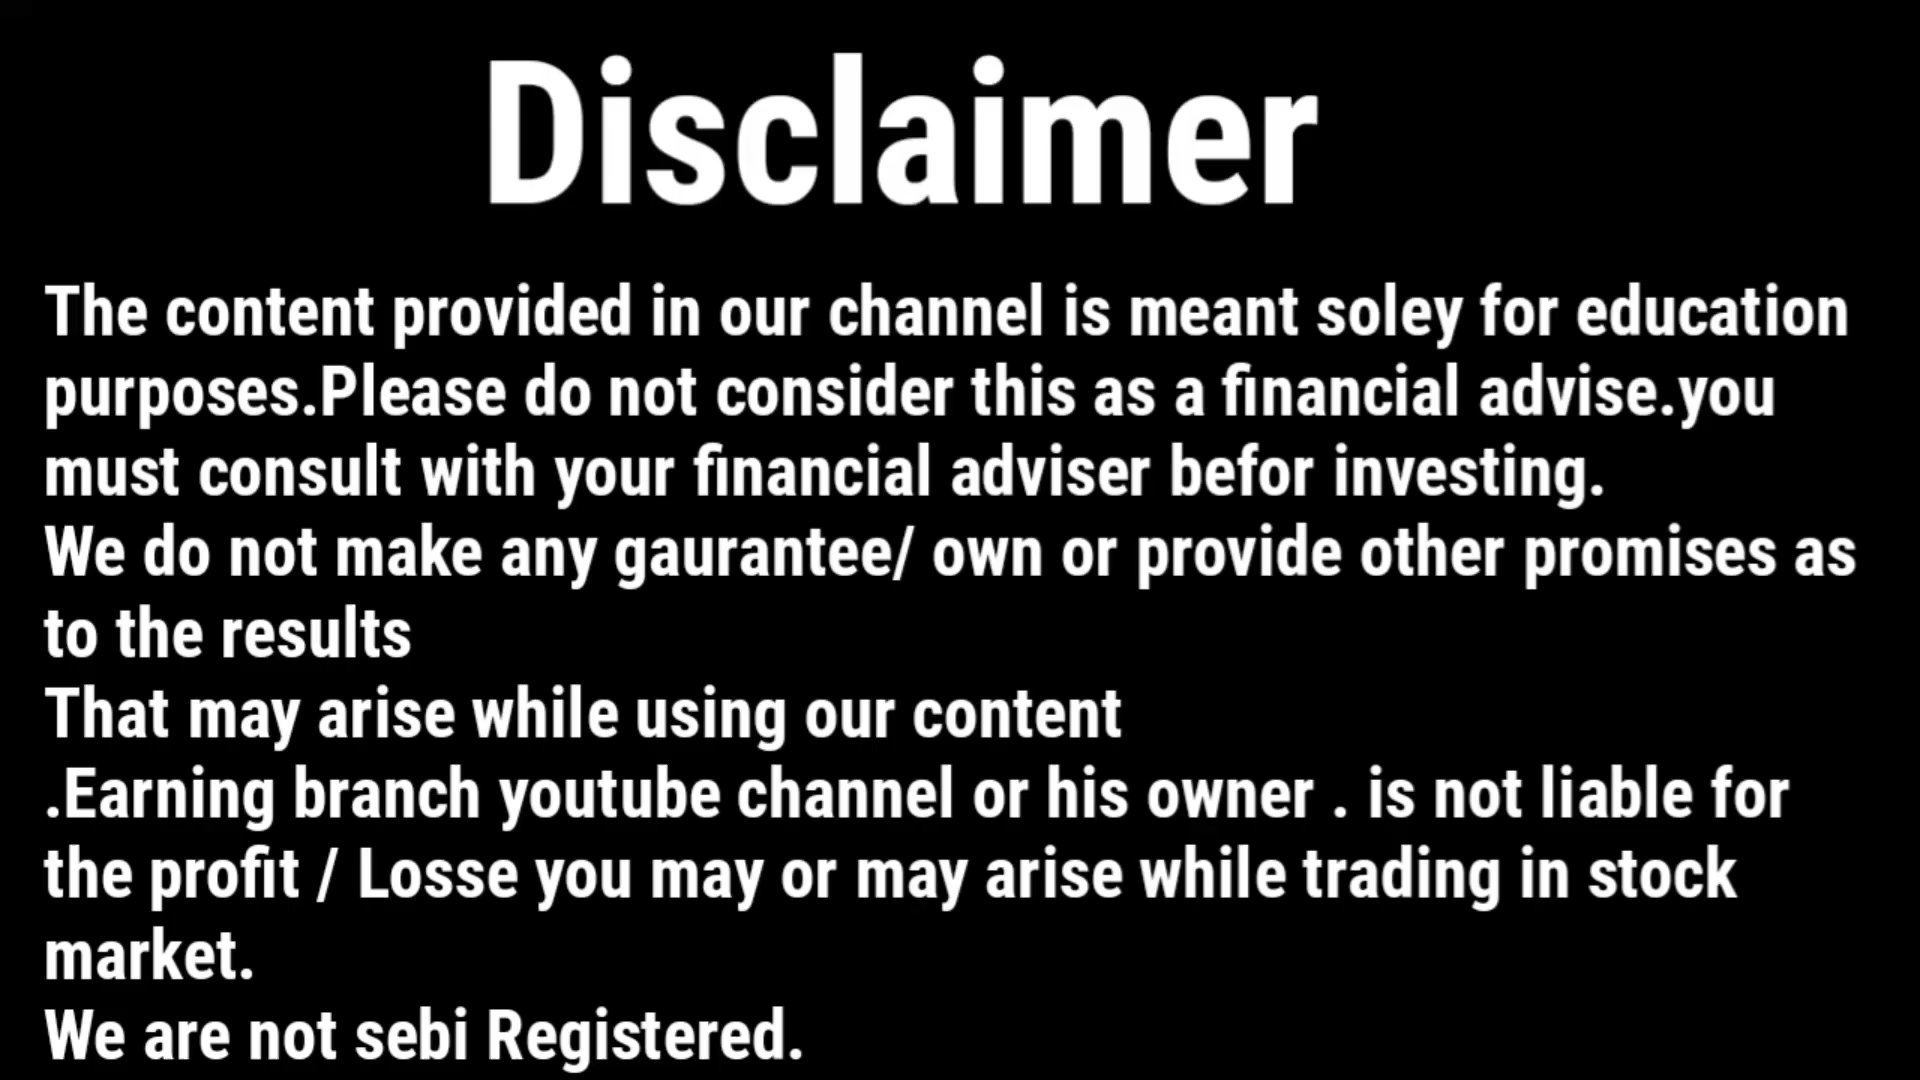 Disclaimer
The content provided in our channel is meant soley for education
purposes.Please do not consider this as a financial advise.you
must consult with your financial adviser befor investing.
We do not make any gaurantee/ own or provide other promises as
to the results
That may arise while using our content
.Earning branch youtube channel or his owner . is not liable for
the profit / Losse you may or may arise while trading in stock
market.
We are not sebi Registered.